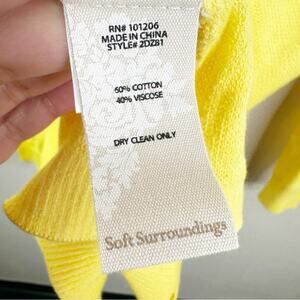 RN# 101206
MADE IN CHINA
STYLE# 2DZ81
60% COTTON
40% VISCOSE
DRY CLEAN ONLY
Soft Surroundings